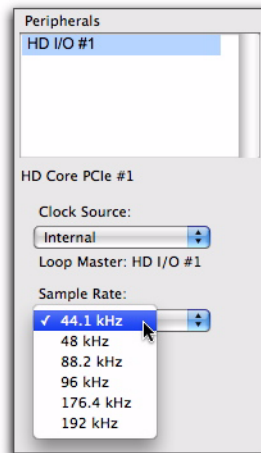 Peripherals
HD I/O #1
HD Core PCIe #1
Clock Source:
Internal
Loop Master: HD I/O #1
Sample Rate:
✓ 44.1 kHz
48 kHz
88.2 kHz
96 kHz
176.4 kHz
192 kHz